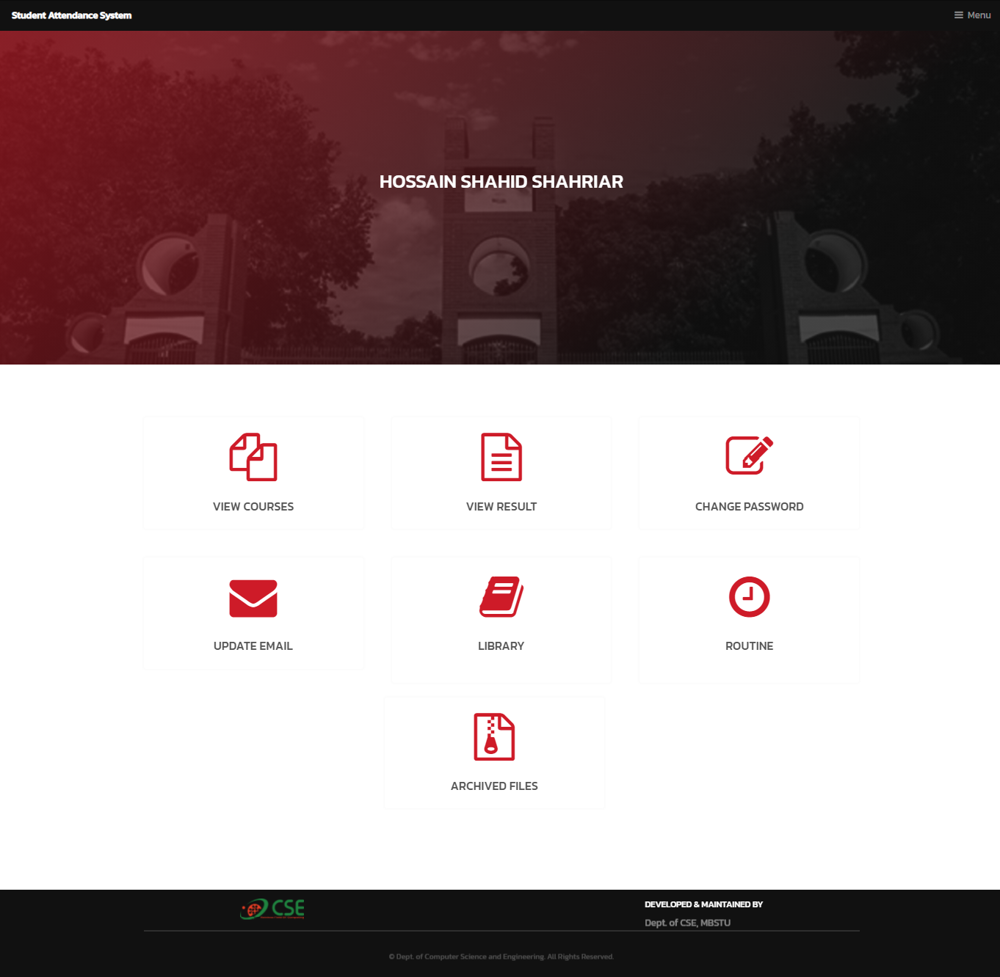 Student Attendance System
Menu
HOSSAIN SHAHID SHAHRIAR
VIEW COURSES
VIEW RESULT
CHANGE PASSWORD
UPDATE EMAIL
LIBRARY
ROUTINE
ARCHIVED FILES
CSE
DEVELOPED & MAINTAINED BY
Dept. of CSE, MBSTU
© Dept. of Computer Science and Engineering. All Rights Reserved.